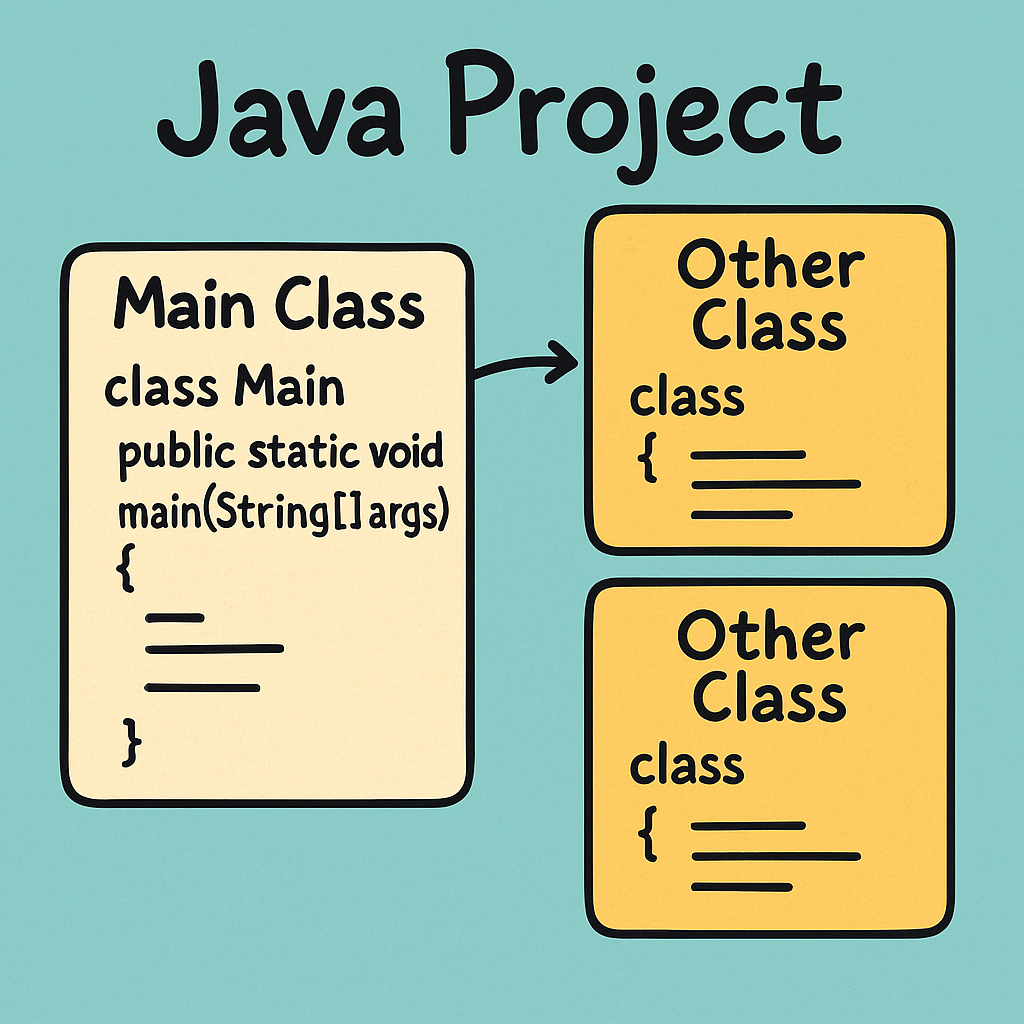 Java Project
Main Class
class Main
public static void
main(String[] args)
{
}
Other
Class
class
{
Other
Class
class
{